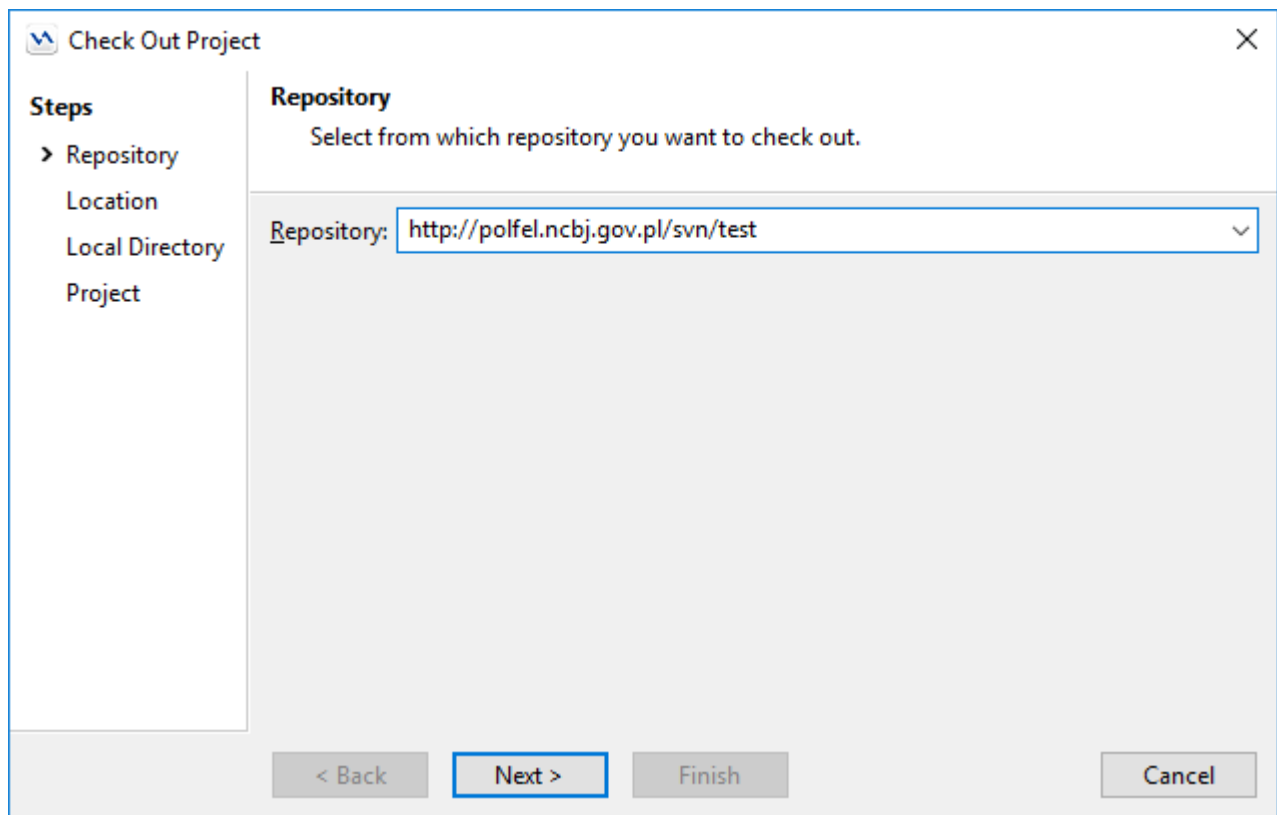 Check Out Project
Steps
Repository
Location
Local Directory
Project
Repository
Select from which repository you want to check out.
Repository: http://polfel.ncbj.gov.pl/svn/test
< Back Next > Finish Cancel